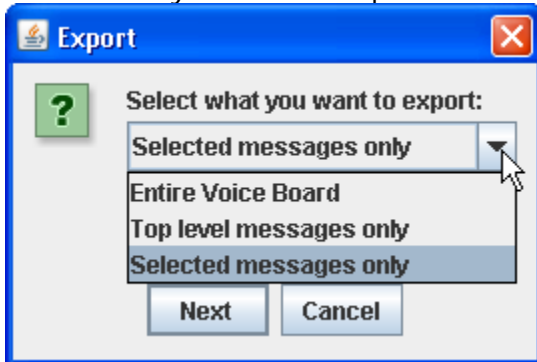 Export
?
Select what you want to export:
Selected messages only
Entire Voice Board
Top level messages only
Selected messages only
Next Cancel